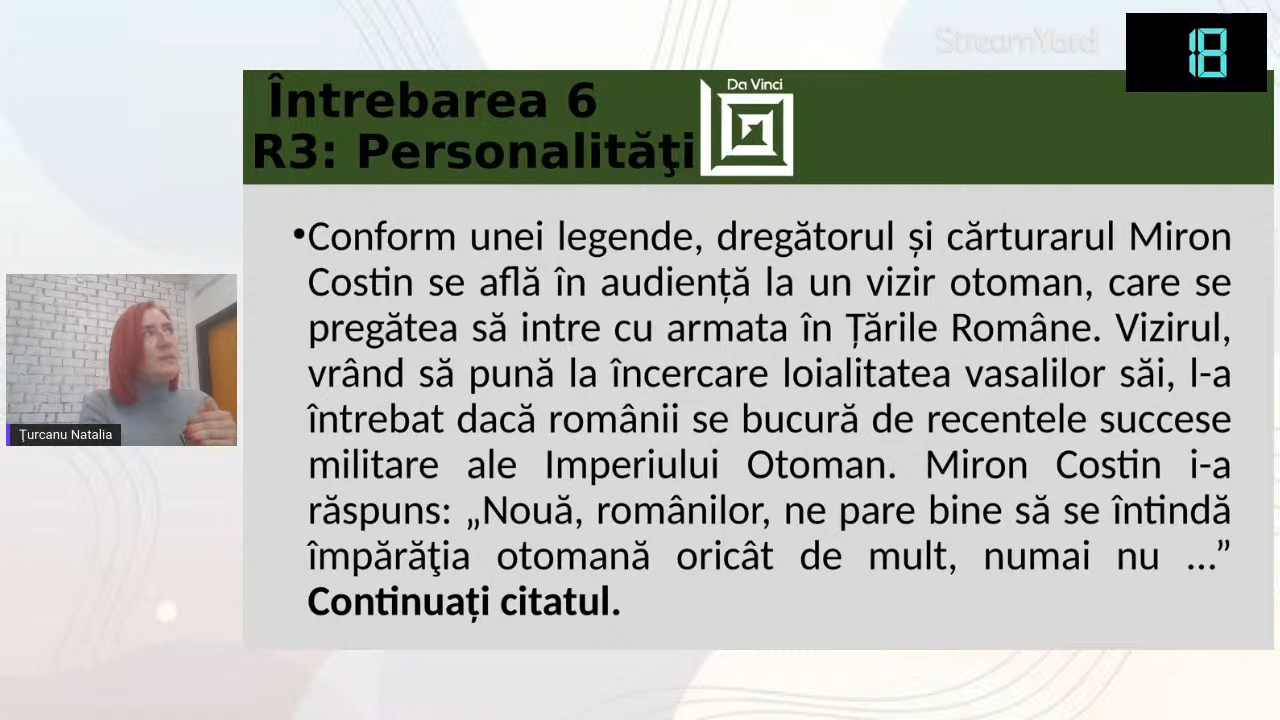 StreamYard
18
Întrebarea 6
R3: Personalităţi
Da Vinci
•Conform unei legende, dregătorul și cărturarul Miron
Costin se află în audiență la un vizir otoman, care se
pregătea să intre cu armata în Țările Române. Vizirul,
vrând să pună la încercare loialitatea vasalilor săi, l-a
întrebat dacă românii se bucură de recentele succese
militare ale Imperiului Otoman. Miron Costin i-a
răspuns: „Nouă, românilor, ne pare bine să se întindă
împărăţia otomană oricât de mult, numai nu ...”
Continuați citatul.
Ţurcanu Natalia